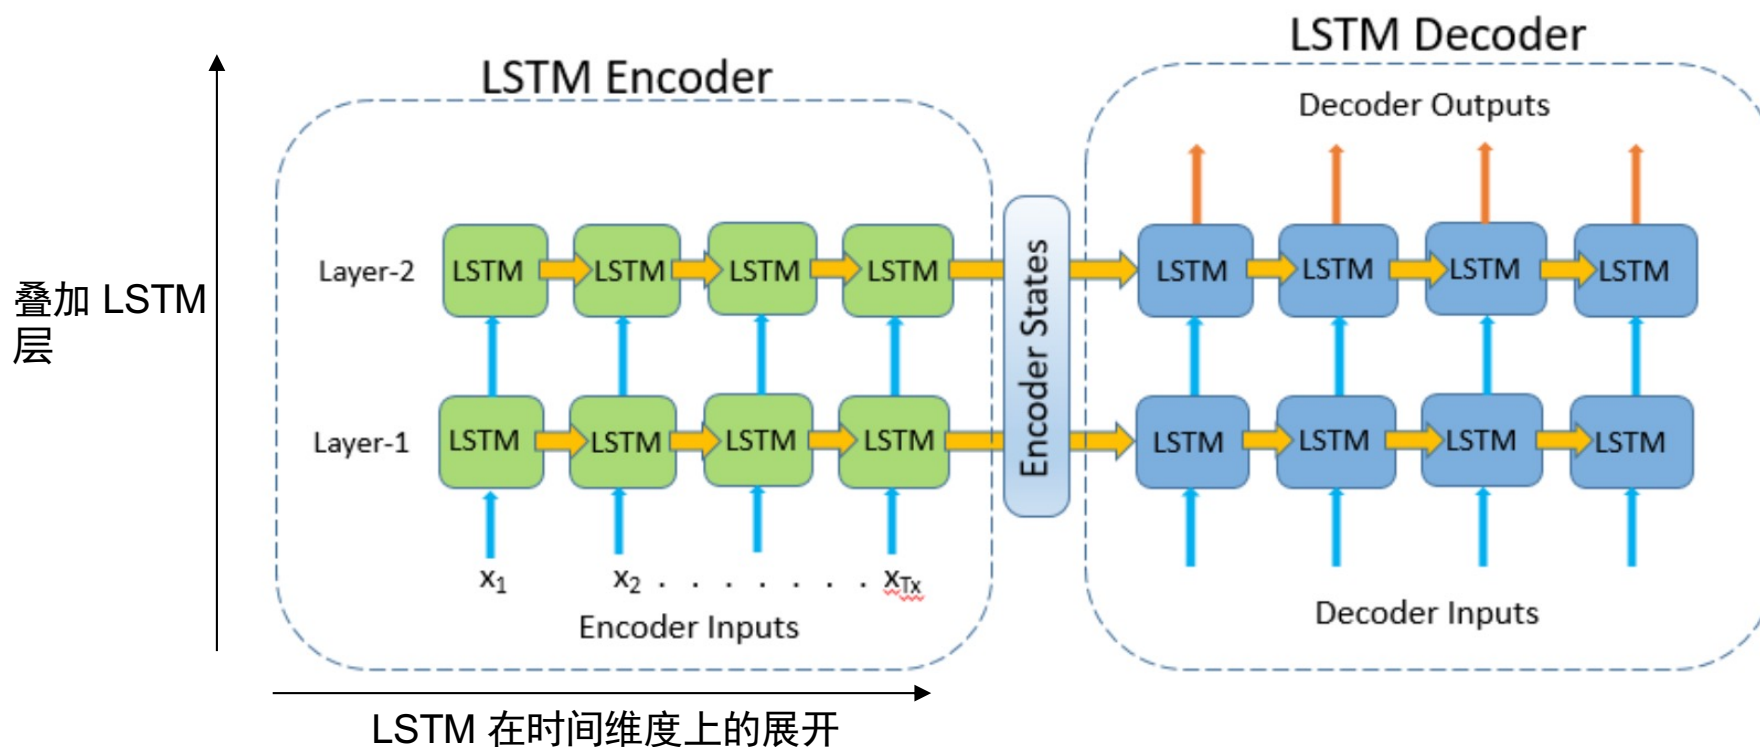 LSTM Encoder
LSTM Decoder
Decoder Outputs
叠加 LSTM
层
Layer-2
LSTM LSTM LSTM LSTM
Encoder States
LSTM LSTM LSTM LSTM
Layer-1
LSTM LSTM LSTM LSTM
LSTM LSTM LSTM LSTM
x1 x2 . . . . . . . xTx
Encoder Inputs
Decoder Inputs
LSTM 在时间维度上的展开